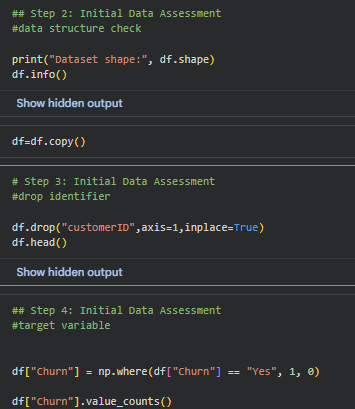 ## Step 2: Initial Data Assessment
#data structure check
print("Dataset shape:", df.shape)
df.info()
Show hidden output
df=df.copy()
# Step 3: Initial Data Assessment
#drop identifier
df.drop("customerID",axis=1,inplace=True)
df.head()
Show hidden output
## Step 4: Initial Data Assessment
#target variable
df["Churn"] = np.where(df["Churn"] == "Yes", 1, 0)
df["Churn"].value_counts()